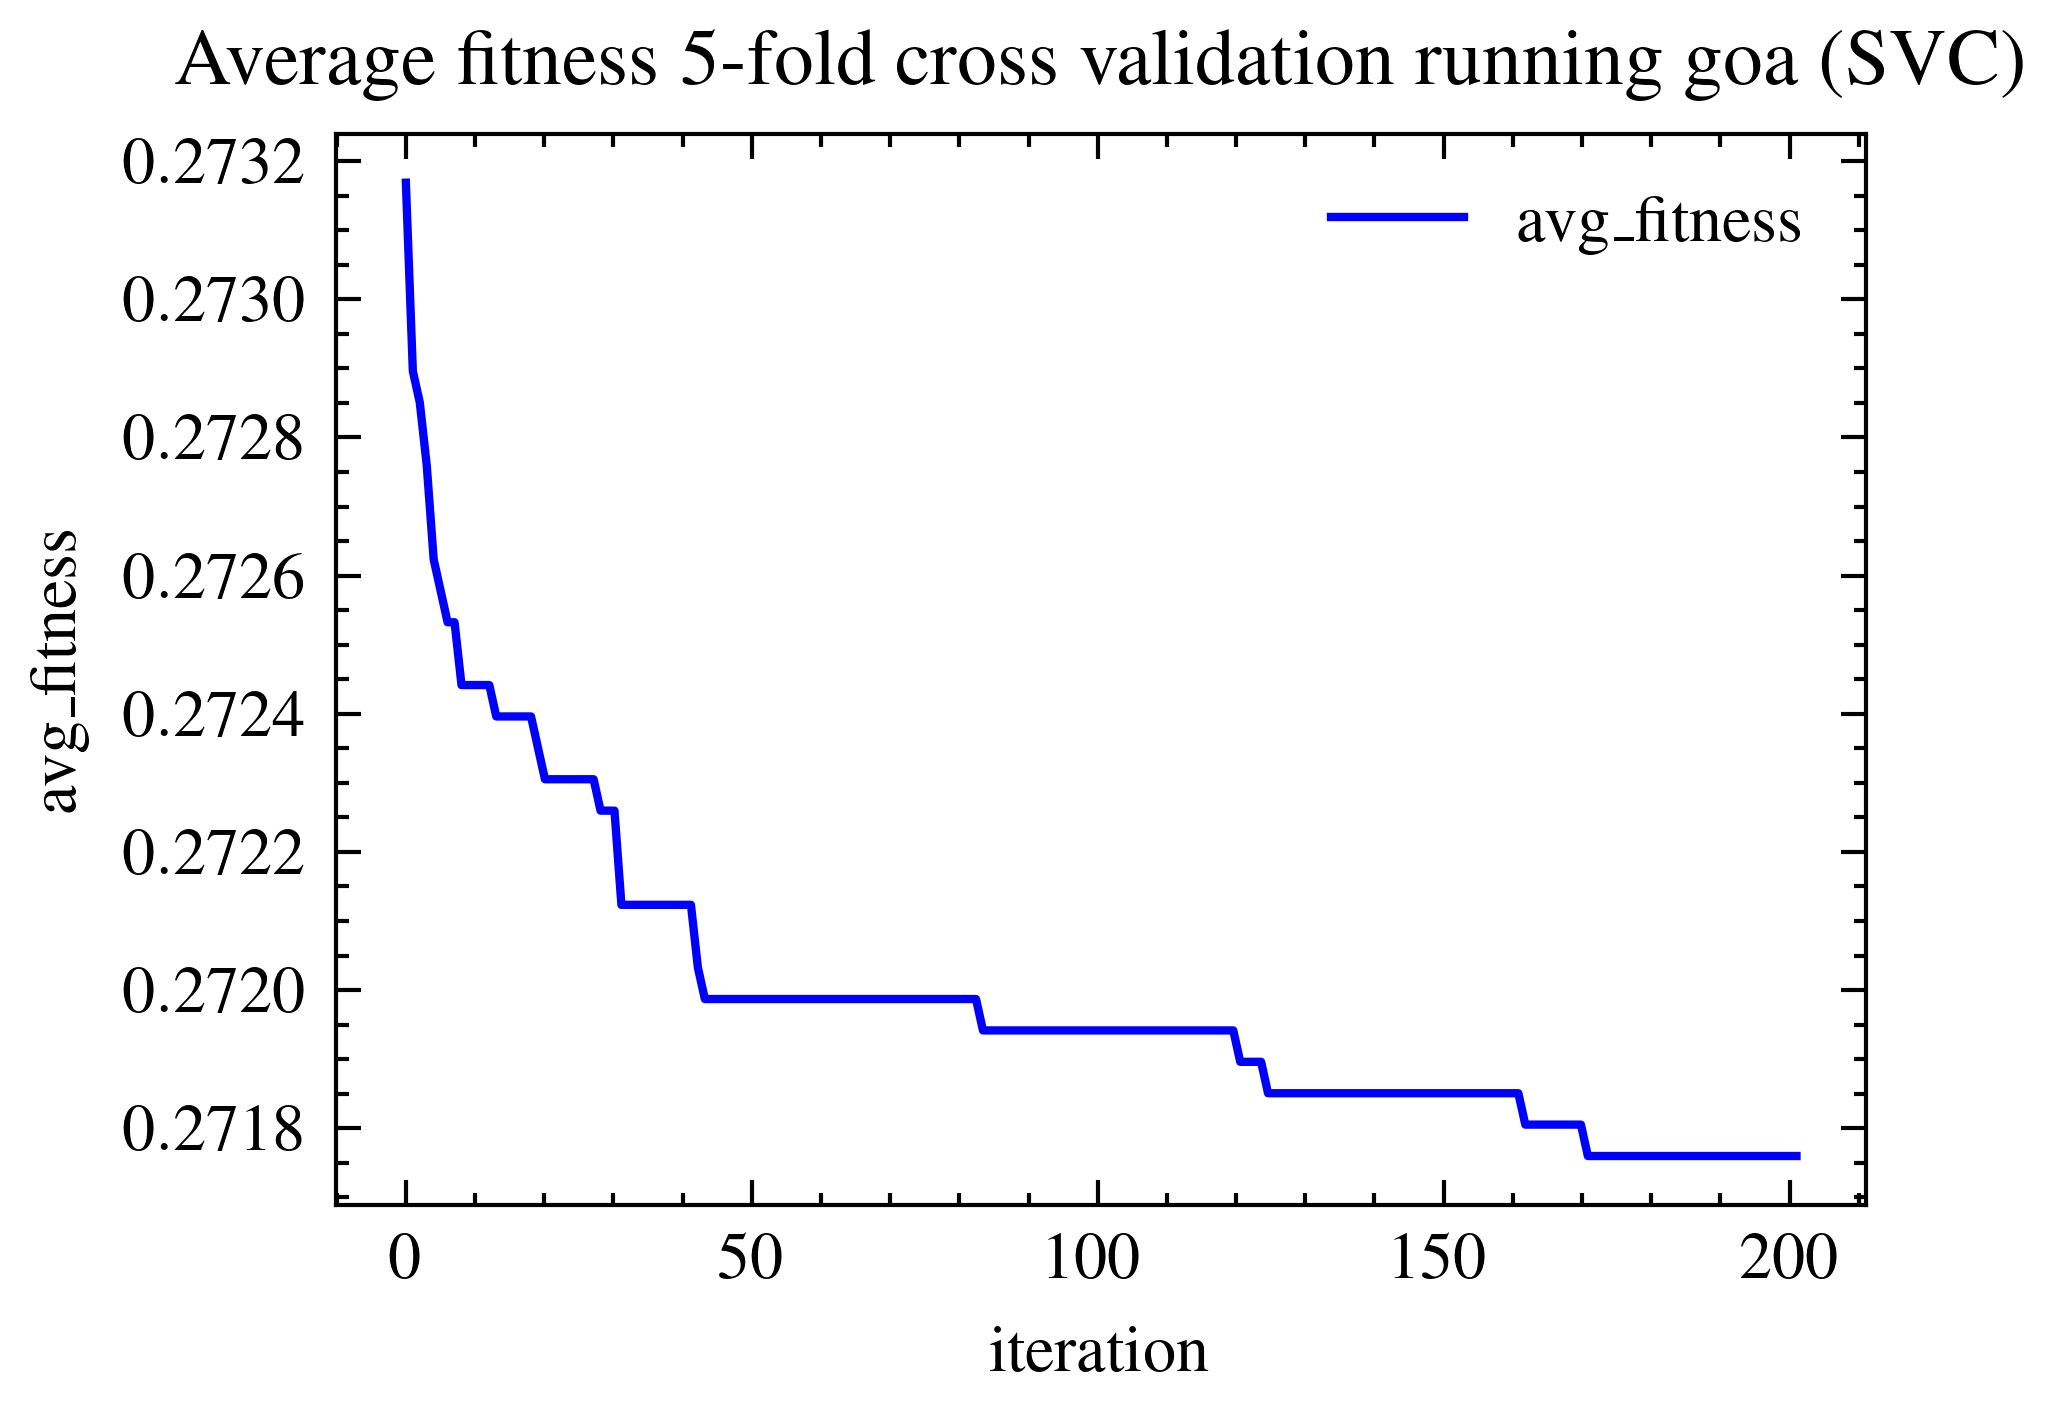 Average fitness 5-fold cross validation running goa (SVC)
0.2732
avg_fitness
0.2730
0.2728
0.2726
0.2724
0.2722
0.2720
0.2718
avg_fitness
0 50 100 150 200
iteration